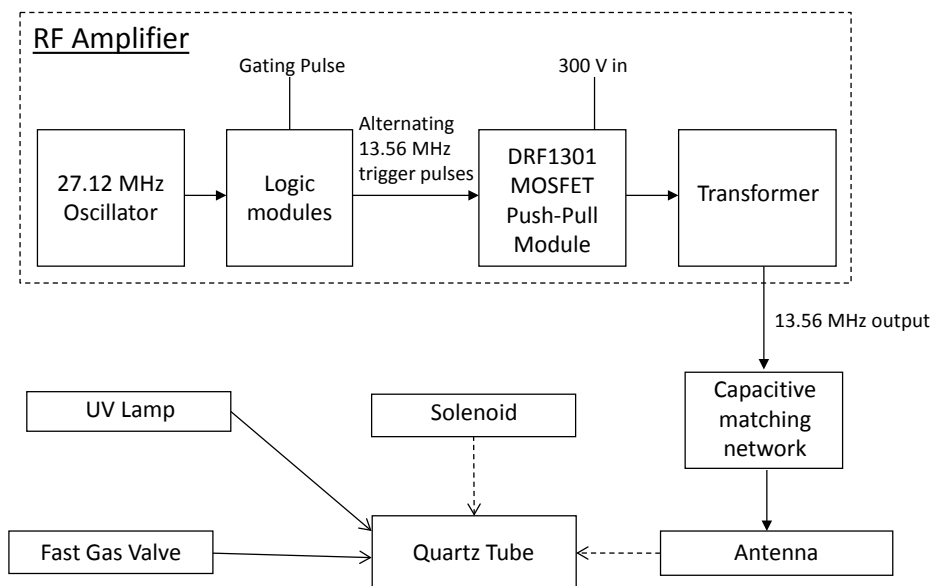 RF Amplifier
Gating Pulse
300 V in
27.12 MHz
Oscillator
Logic
modules
Alternating
13.56 MHz
trigger pulses
DRF1301
MOSFET
Push-Pull
Module
Transformer
13.56 MHz output
Capacitive
matching
network
UV Lamp
Solenoid
Fast Gas Valve
Quartz Tube
Antenna